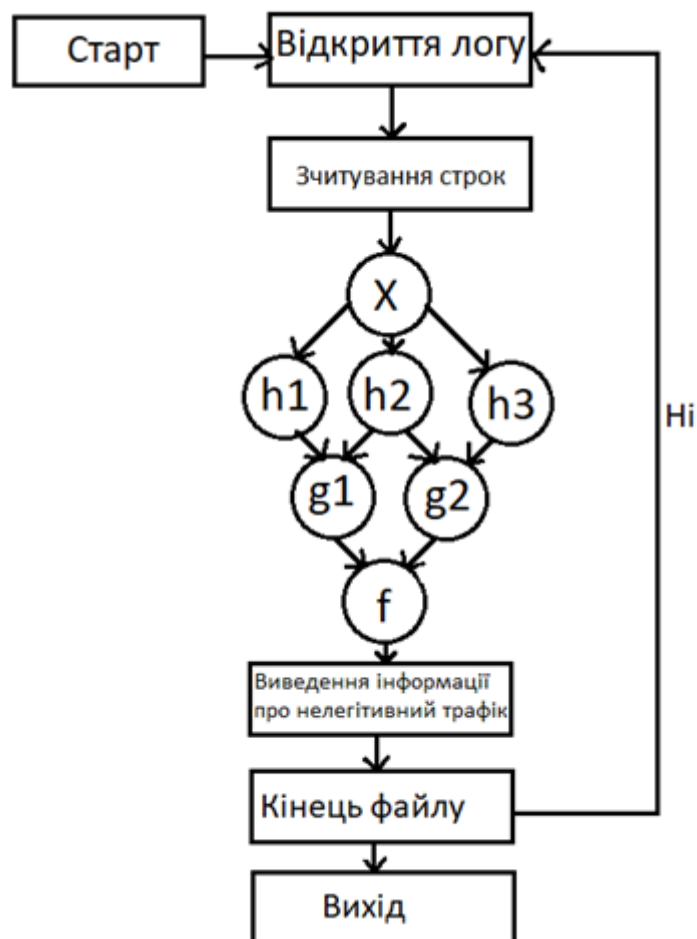 Старт
Відкриття логу
Зчитування строк
X
h1
h2
h3
Ні
g1
g2
f
Виведення інформації
про нелегітивний трафік
Кінець файлу
Вихід